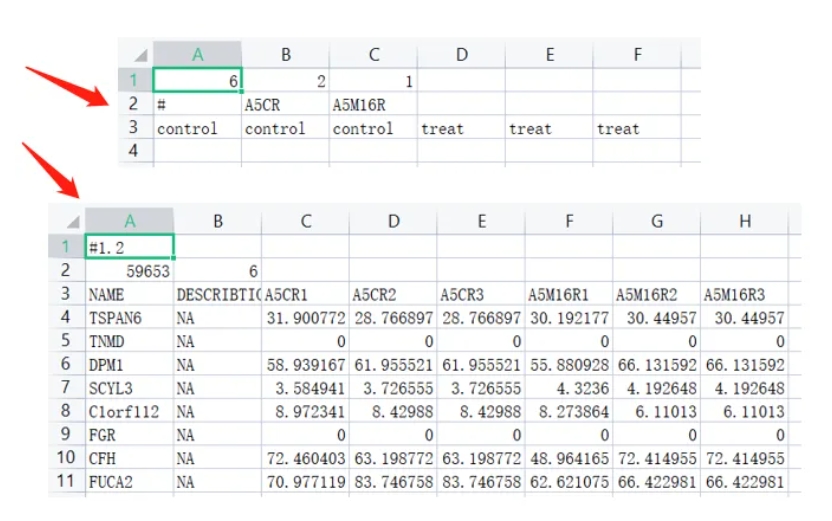 A B C D E F
1 6 2 1
2 # A5CR A5M16R
3 control control control treat treat treat
4
A B C D E F G H
1 #1.2
2 59653 6
3 NAME DESCRIBTIC A5CR1 A5CR2 A5CR3 A5M16R1 A5M16R2 A5M16R3
4 TSPAN6 NA 31.900772 28.766897 28.766897 30.192177 30.44957 30.44957
5 TNMD NA 0 0 0 0 0 0
6 DPM1 NA 58.939167 61.955521 61.955521 55.880928 66.131592 66.131592
7 SCYL3 NA 3.584941 3.726555 3.726555 4.3236 4.192648 4.192648
8 C1orf112 NA 8.972341 8.42988 8.42988 8.273864 6.11013 6.11013
9 FGR NA 0 0 0 0 0 0
10 CFH NA 72.460403 63.198772 63.198772 48.964165 72.414955 72.414955
11 FUCA2 NA 70.977119 83.746758 83.746758 62.621075 66.422981 66.422981